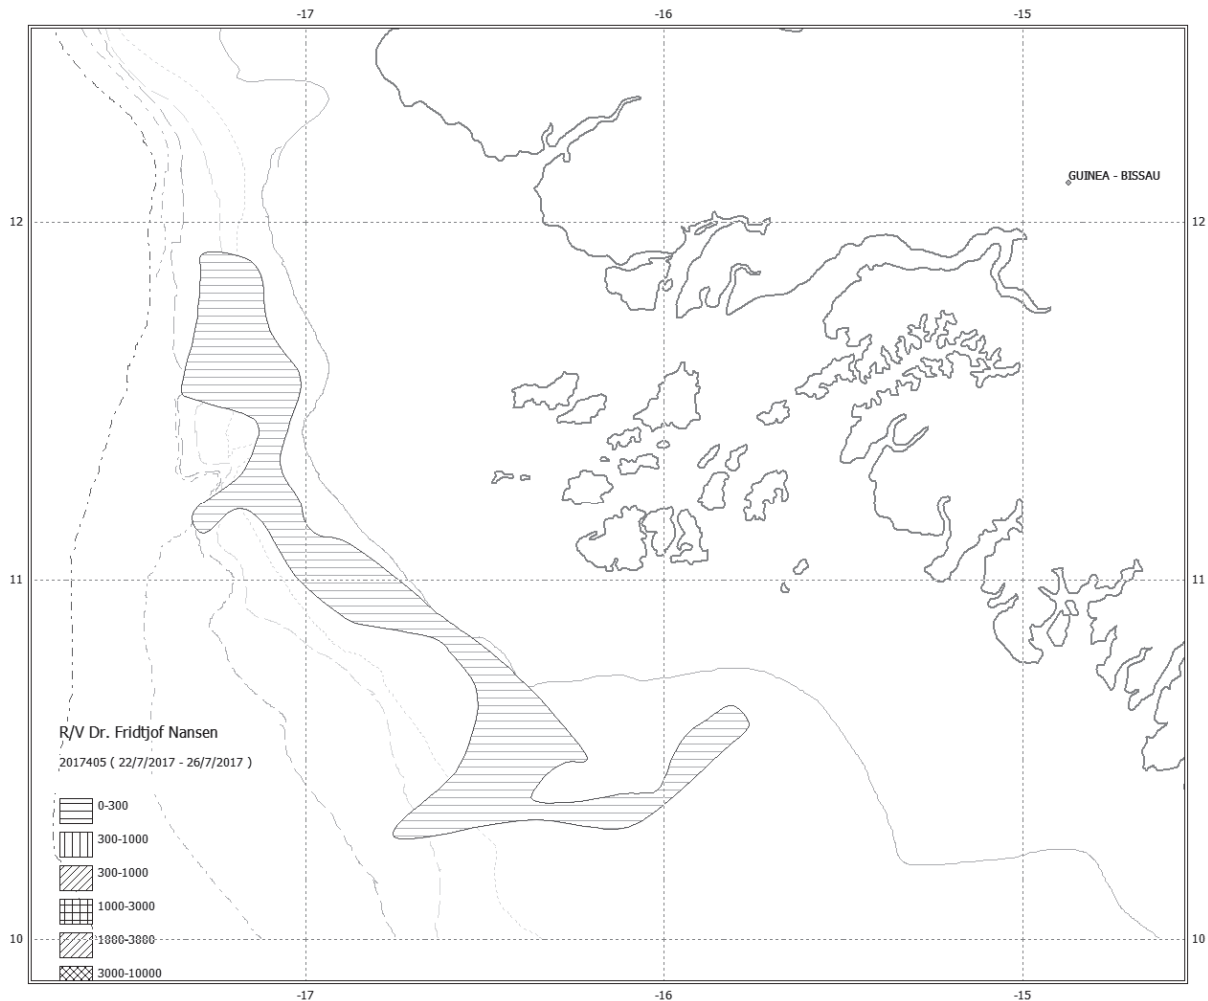 -17 -16 -15
GUINEA - BISSAU
12 12
11 11
R/V Dr. Fridtjof Nansen
2017405 ( 22/7/2017 - 26/7/2017 )
0-300
300-1000
300-1000
1000-3000
10 1000-3000 10
3000-10000
-17 -16 -15